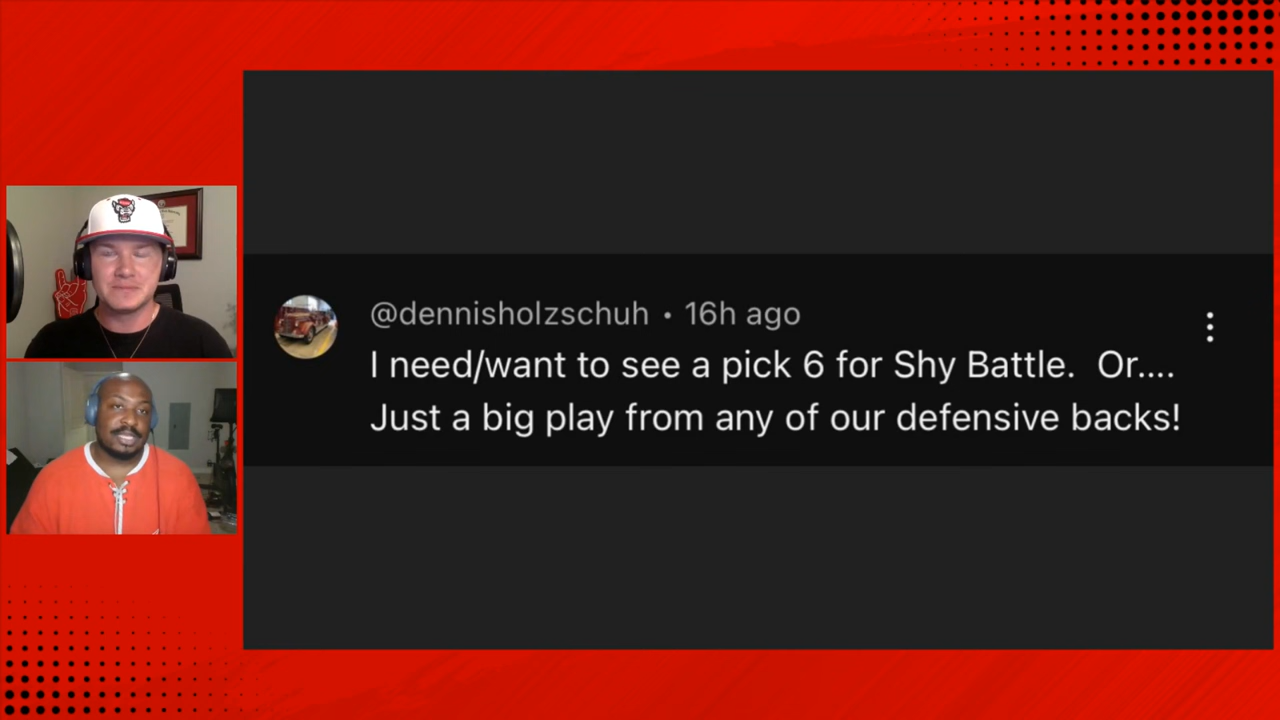 @dennisholzschuh • 16h ago
I need/want to see a pick 6 for Shy Battle.  Or....
Just a big play from any of our defensive backs!